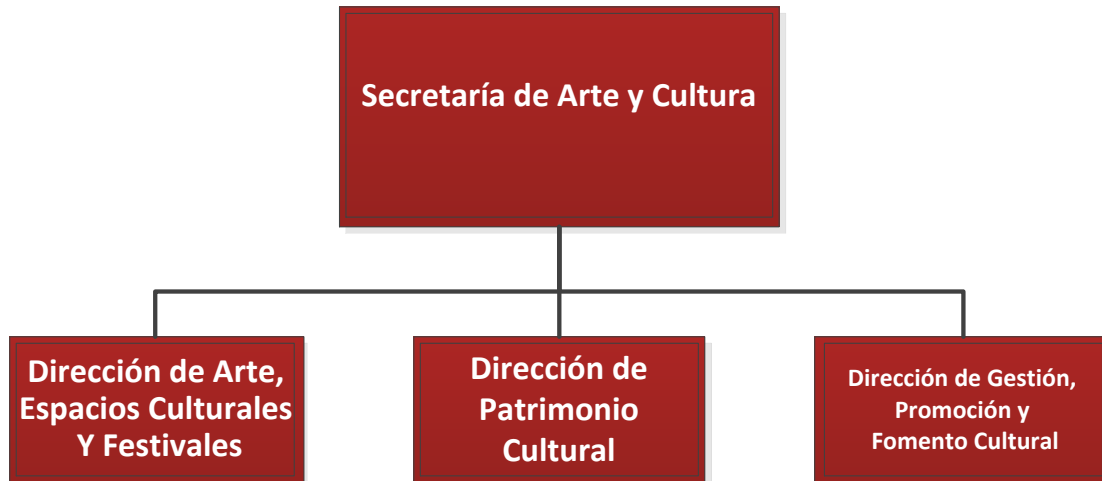 Secretaría de Arte y Cultura
Dirección de Arte,
Espacios Culturales
Y Festivales
Dirección de
Patrimonio
Cultural
Dirección de Gestión,
Promoción y
Fomento Cultural